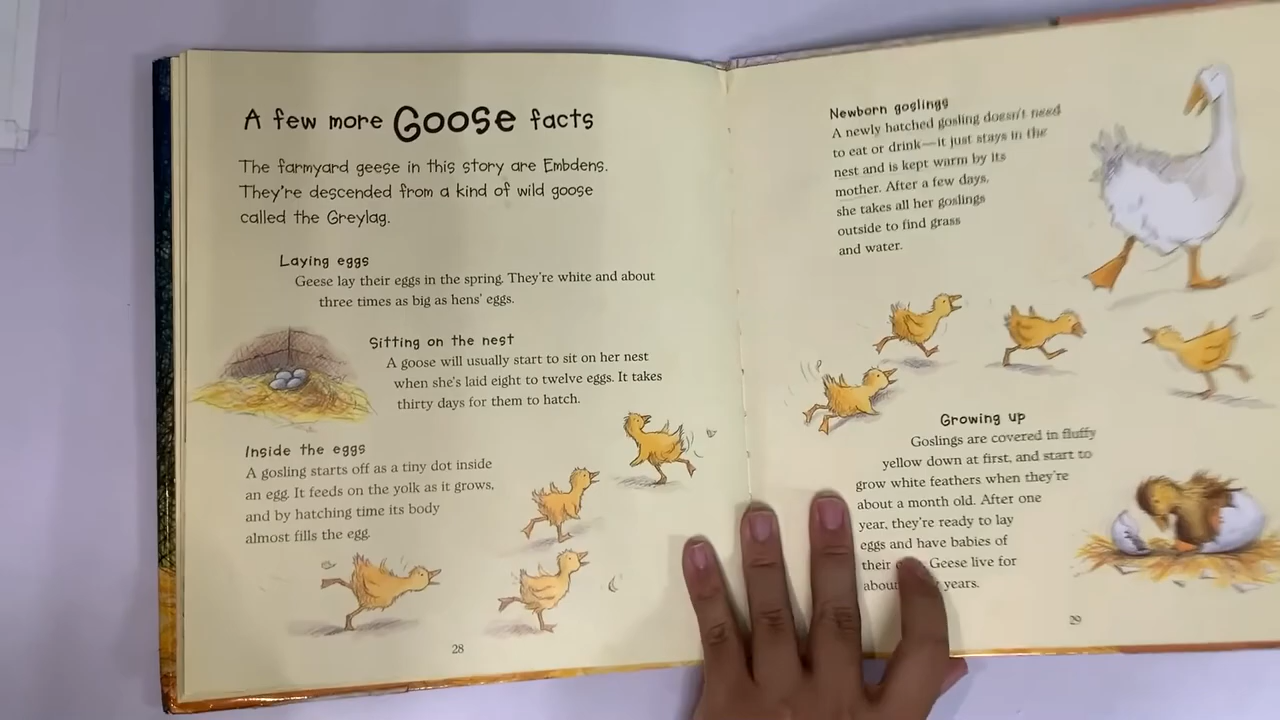 A few more Goose facts
The farmyard geese in this story are Embdens.
They're descended from a kind of wild goose
called the Greylag.
Laying eggs
Geese lay their eggs in the spring. They're white and about
three times as big as hens' eggs.
Sitting on the nest
A goose will usually start to sit on her nest
when she's laid eight to twelve eggs. It takes
thirty days for them to hatch.
Inside the eggs
A gosling starts off as a tiny dot inside
an egg. It feeds on the yolk as it grows,
and by hatching time its body
almost fills the egg.
28
Newborn goslings
A newly hatched gosling doesn't need
to eat or drink—it just stays in the
nest and is kept warm by its
mother. After a few days,
she takes all her goslings
outside to find grass
and water.
Growing up
Goslings are covered in fluffy
yellow down at first, and start to
grow white feathers when they're
about a month old. After one
year, they're ready to lay
eggs and have babies of
their Geese live for
about years.
29